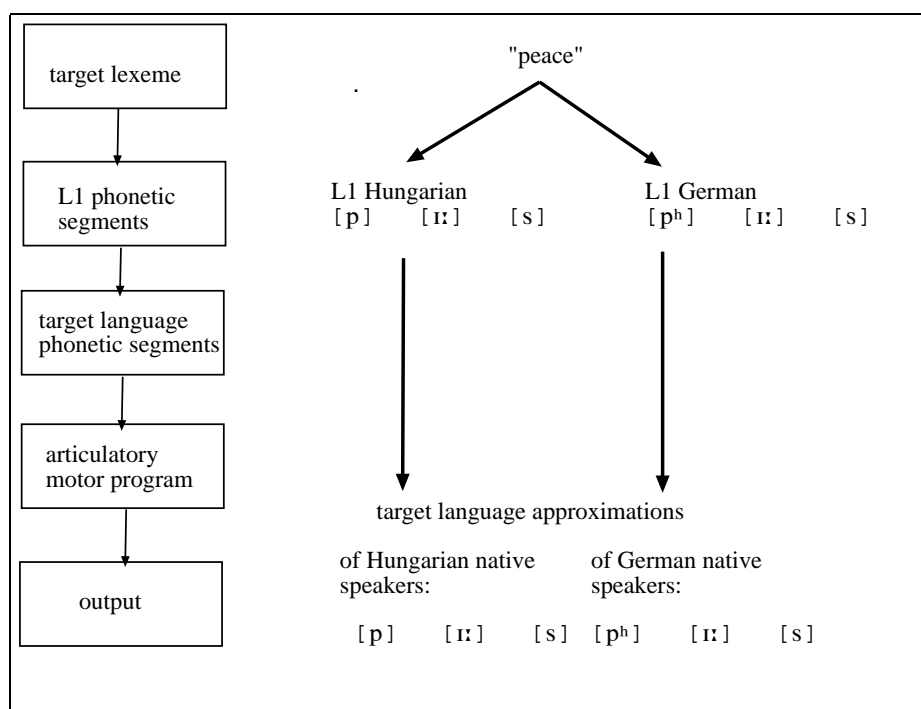 target lexeme
L1 phonetic
segments
target language
phonetic segments
articulatory
motor program
output
"peace"
L1 Hungarian
[p] [ɪː] [s]
L1 German
[pʰ] [ɪː] [s]
target language approximations
of Hungarian native
speakers:
[p] [ɪː] [s]
of German native
speakers:
[pʰ] [ɪː] [s]